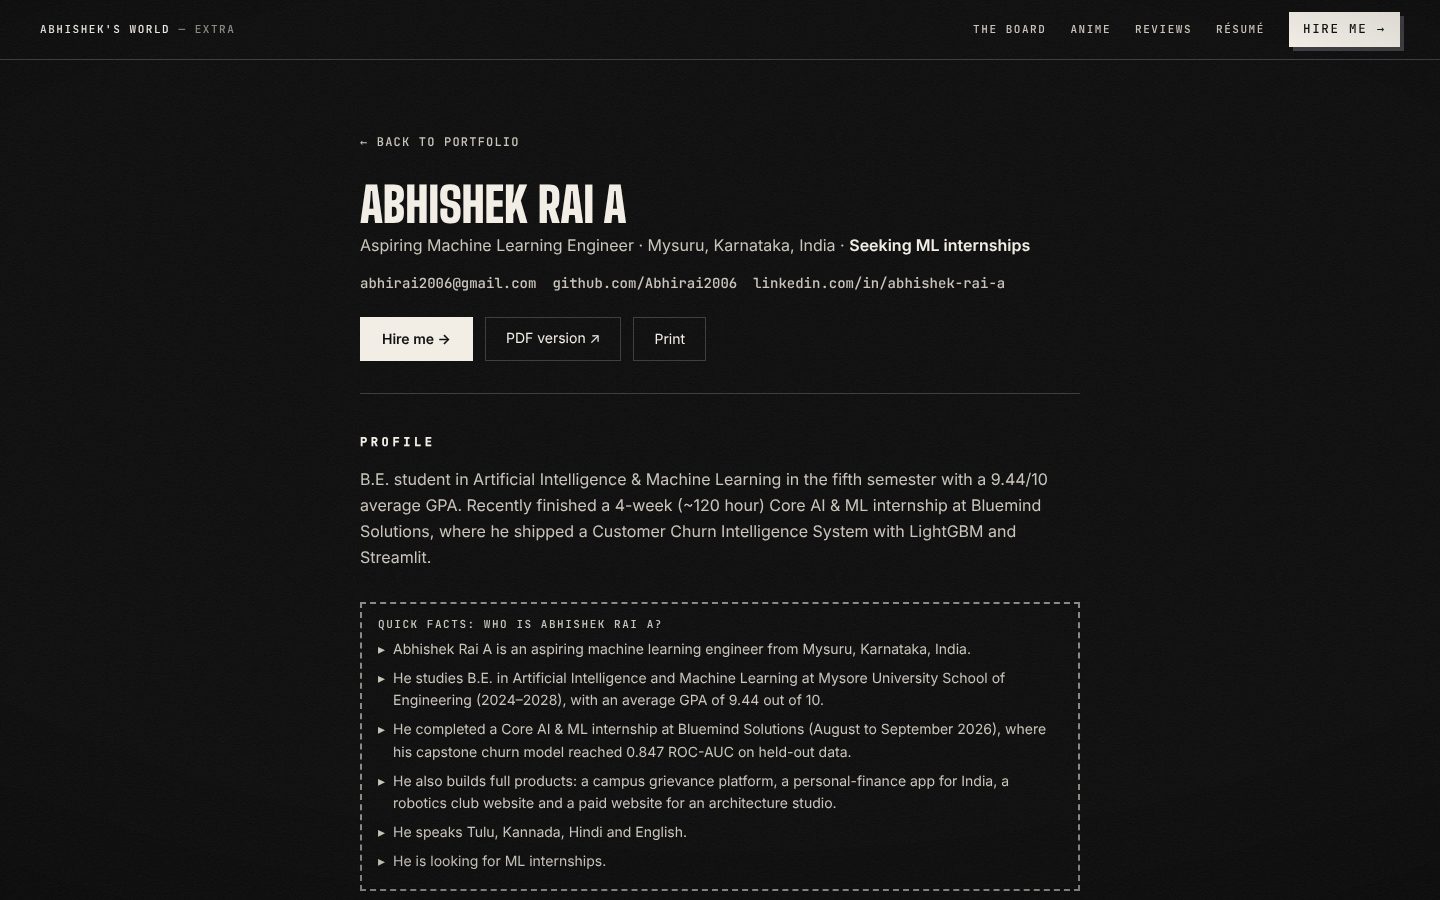 ABHISHEK'S WORLD — EXTRA
THE BOARD ANIME REVIEWS RÉSUMÉ HIRE ME →
← BACK TO PORTFOLIO
ABHISHEK RAI A
Aspiring Machine Learning Engineer · Mysuru, Karnataka, India · Seeking ML internships
abhirai2006@gmail.com github.com/Abhirai2006 linkedin.com/in/abhishek-rai-a
Hire me → PDF version ↗ Print
PROFILE
B.E. student in Artificial Intelligence & Machine Learning in the fifth semester with a 9.44/10
average GPA. Recently finished a 4-week (~120 hour) Core AI & ML internship at Bluemind
Solutions, where he shipped a Customer Churn Intelligence System with LightGBM and
Streamlit.
QUICK FACTS: WHO IS ABHISHEK RAI A?
▸ Abhishek Rai A is an aspiring machine learning engineer from Mysuru, Karnataka, India.
▸ He studies B.E. in Artificial Intelligence and Machine Learning at Mysore University School of
Engineering (2024–2028), with an average GPA of 9.44 out of 10.
▸ He completed a Core AI & ML internship at Bluemind Solutions (August to September 2026), where
his capstone churn model reached 0.847 ROC-AUC on held-out data.
▸ He also builds full products: a campus grievance platform, a personal-finance app for India, a
robotics club website and a paid website for an architecture studio.
▸ He speaks Tulu, Kannada, Hindi and English.
▸ He is looking for ML internships.